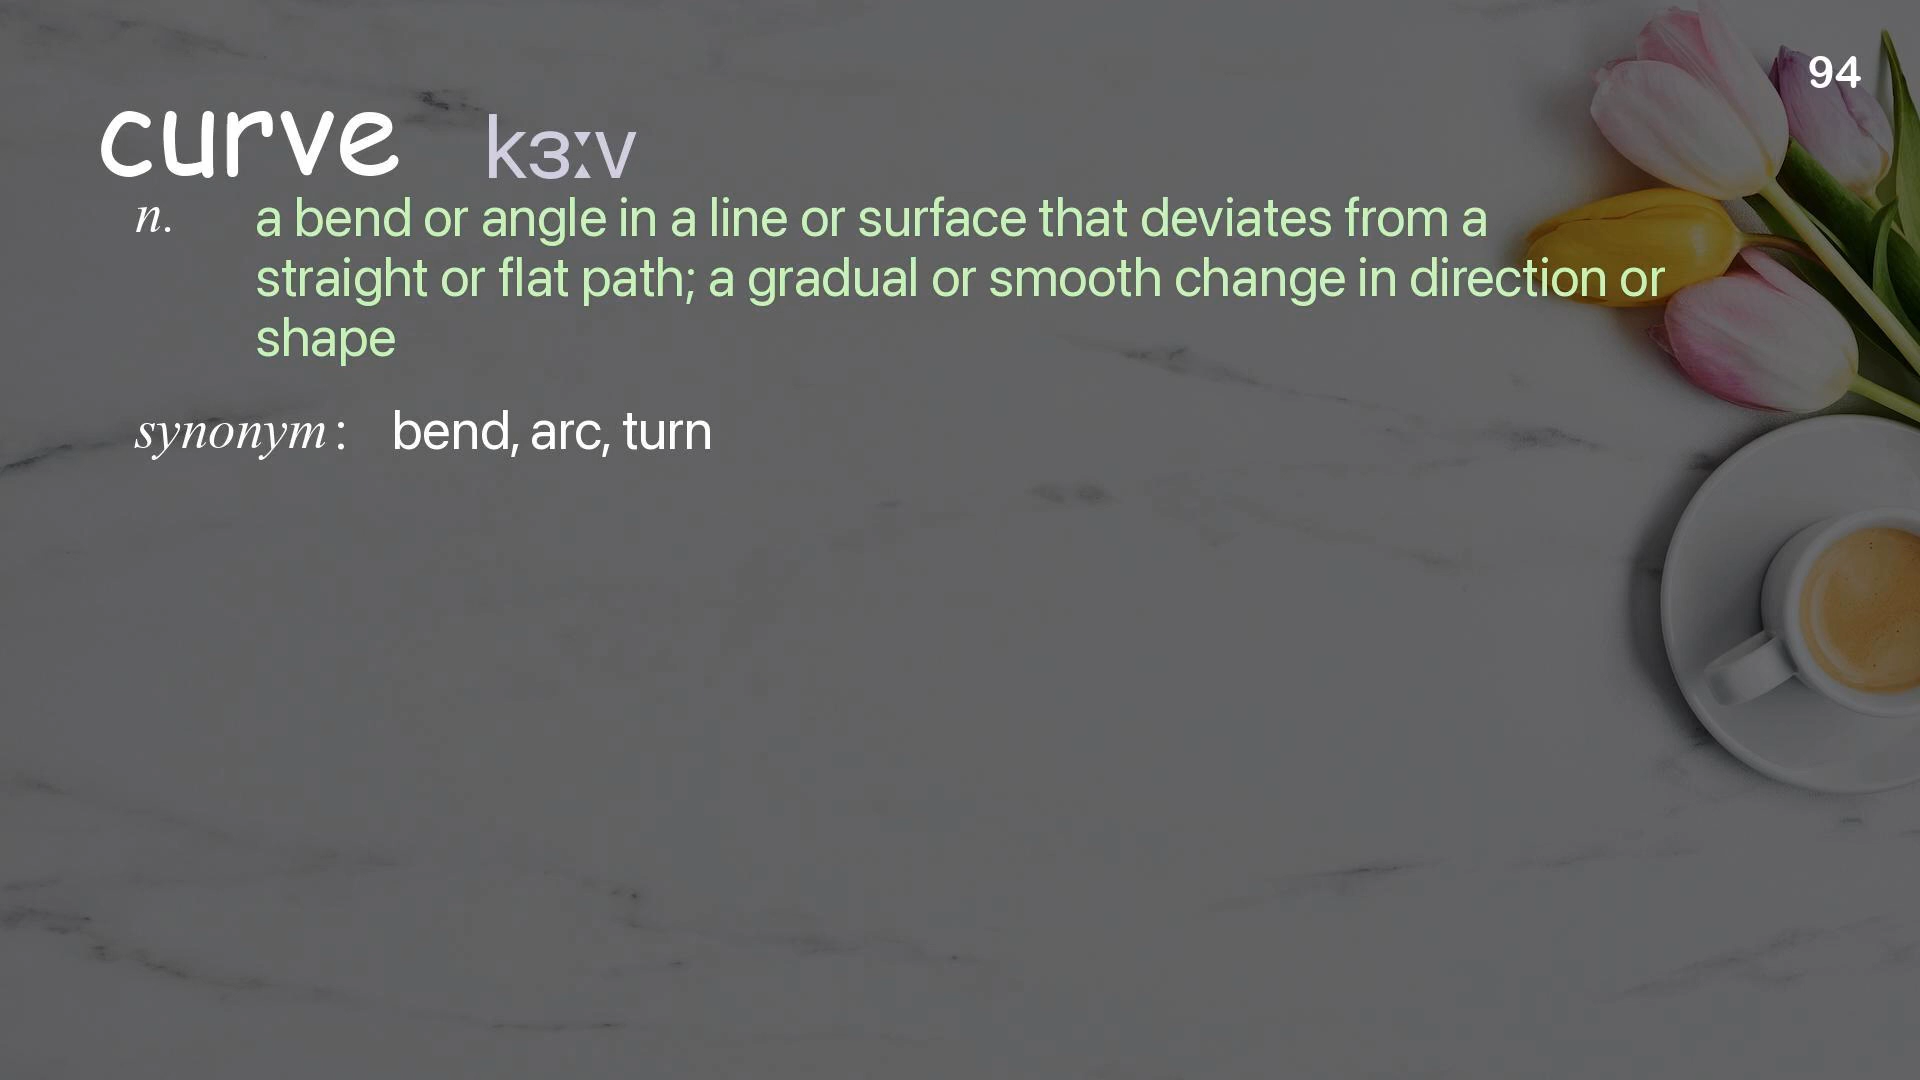 94
curve kɜːv
n. a bend or angle in a line or surface that deviates from a
straight or flat path; a gradual or smooth change in direction or
shape
synonym: bend, arc, turn